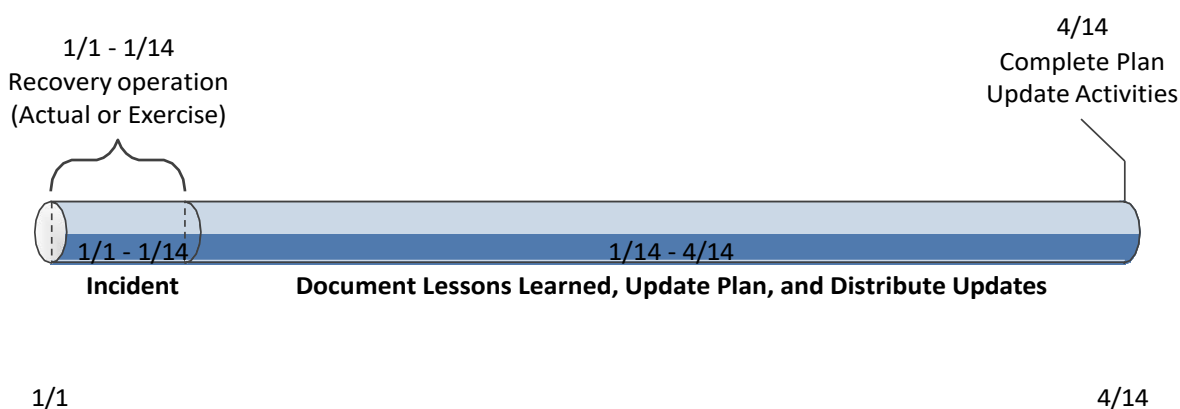 1/1 - 1/14
Recovery operation
(Actual or Exercise)
4/14
Complete Plan
Update Activities
1/1 - 1/14
1/14 - 4/14
Incident
Document Lessons Learned, Update Plan, and Distribute Updates
1/1
4/14